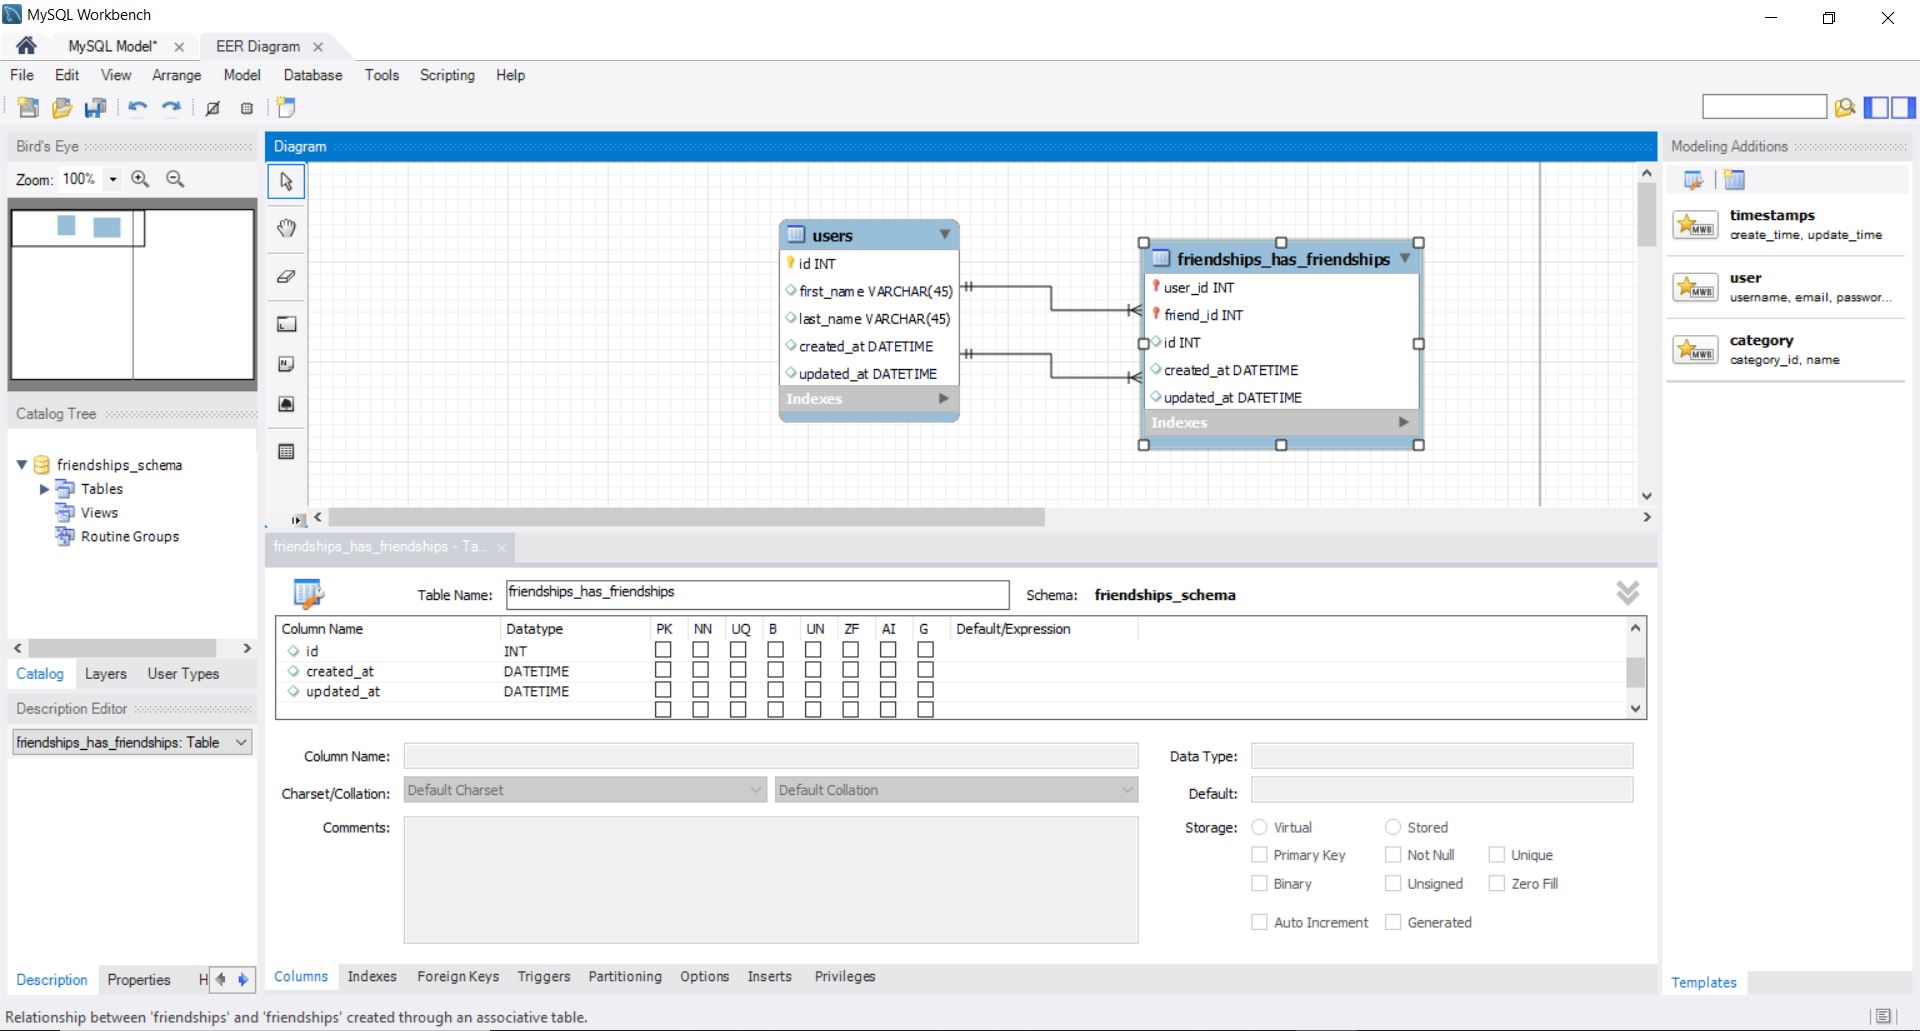 MySQL Workbench
MySQL Model*
EER Diagram
File Edit View Arrange Model Database Tools Scripting Help
Bird's Eye
Zoom: 100%
Catalog Tree
friendships_schema
Tables
Views
Routine Groups
Catalog Layers User Types
Description Editor
friendships_has_friendships: Table
Description Properties H
Diagram
users
id INT
first_name VARCHAR(45)
last_name VARCHAR(45)
created_at DATETIME
updated_at DATETIME
Indexes
friendships_has_friendships
user_id INT
friend_id INT
id INT
created_at DATETIME
updated_at DATETIME
Indexes
friendships_has_friendships - Ta...
Table Name: friendships_has_friendships Schema: friendships_schema
Column Name Datatype PK NN UQ B UN ZF AI G Default/Expression
id INT
created_at DATETIME
updated_at DATETIME
Column Name: Data Type:
Charset/Collation: Default Charset Default Collation Default:
Comments: Storage: Virtual Stored
Primary Key Not Null Unique
Binary Unsigned Zero Fill
Auto Increment Generated
Columns Indexes Foreign Keys Triggers Partitioning Options Inserts Privileges
Modeling Additions
MWB
timestamps
create_time, update_time
MWB
user
username, email, passwor...
MWB
category
category_id, name
Templates
Relationship between 'friendships' and 'friendships' created through an associative table.